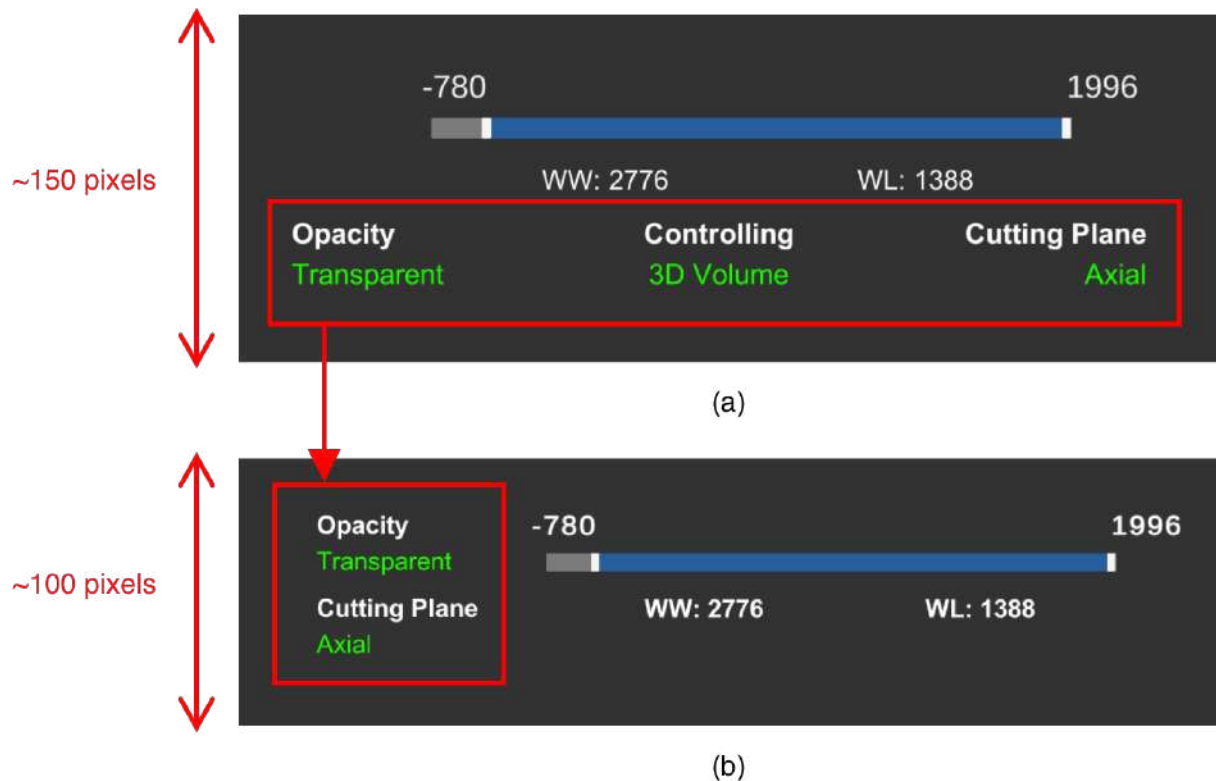 -780 1996
~150 pixels
WW: 2776 WL: 1388
Opacity Controlling Cutting Plane
Transparent 3D Volume Axial
(a)
Opacity -780 1996
Transparent
~100 pixels
Cutting Plane WW: 2776 WL: 1388
Axial
(b)